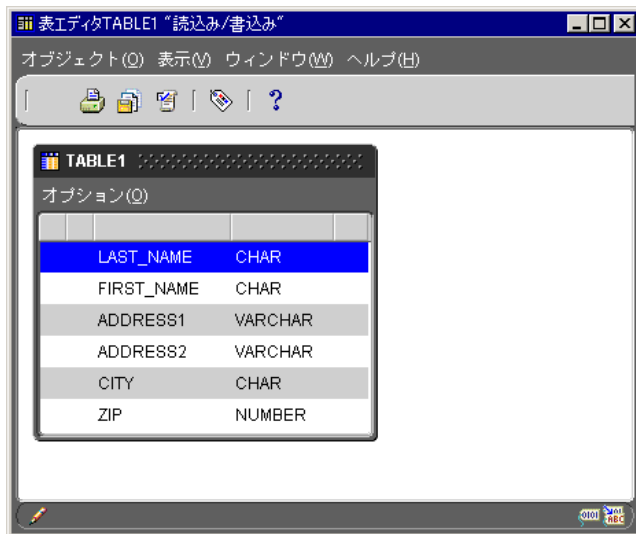 表エディタTABLE1 “読込み/書込み”
オブジェクト(O) 表示(V) ウィンドウ(W) ヘルプ(H)
TABLE1
オプション(O)
LAST_NAME CHAR
FIRST_NAME CHAR
ADDRESS1 VARCHAR
ADDRESS2 VARCHAR
CITY CHAR
ZIP NUMBER
0101 ABC